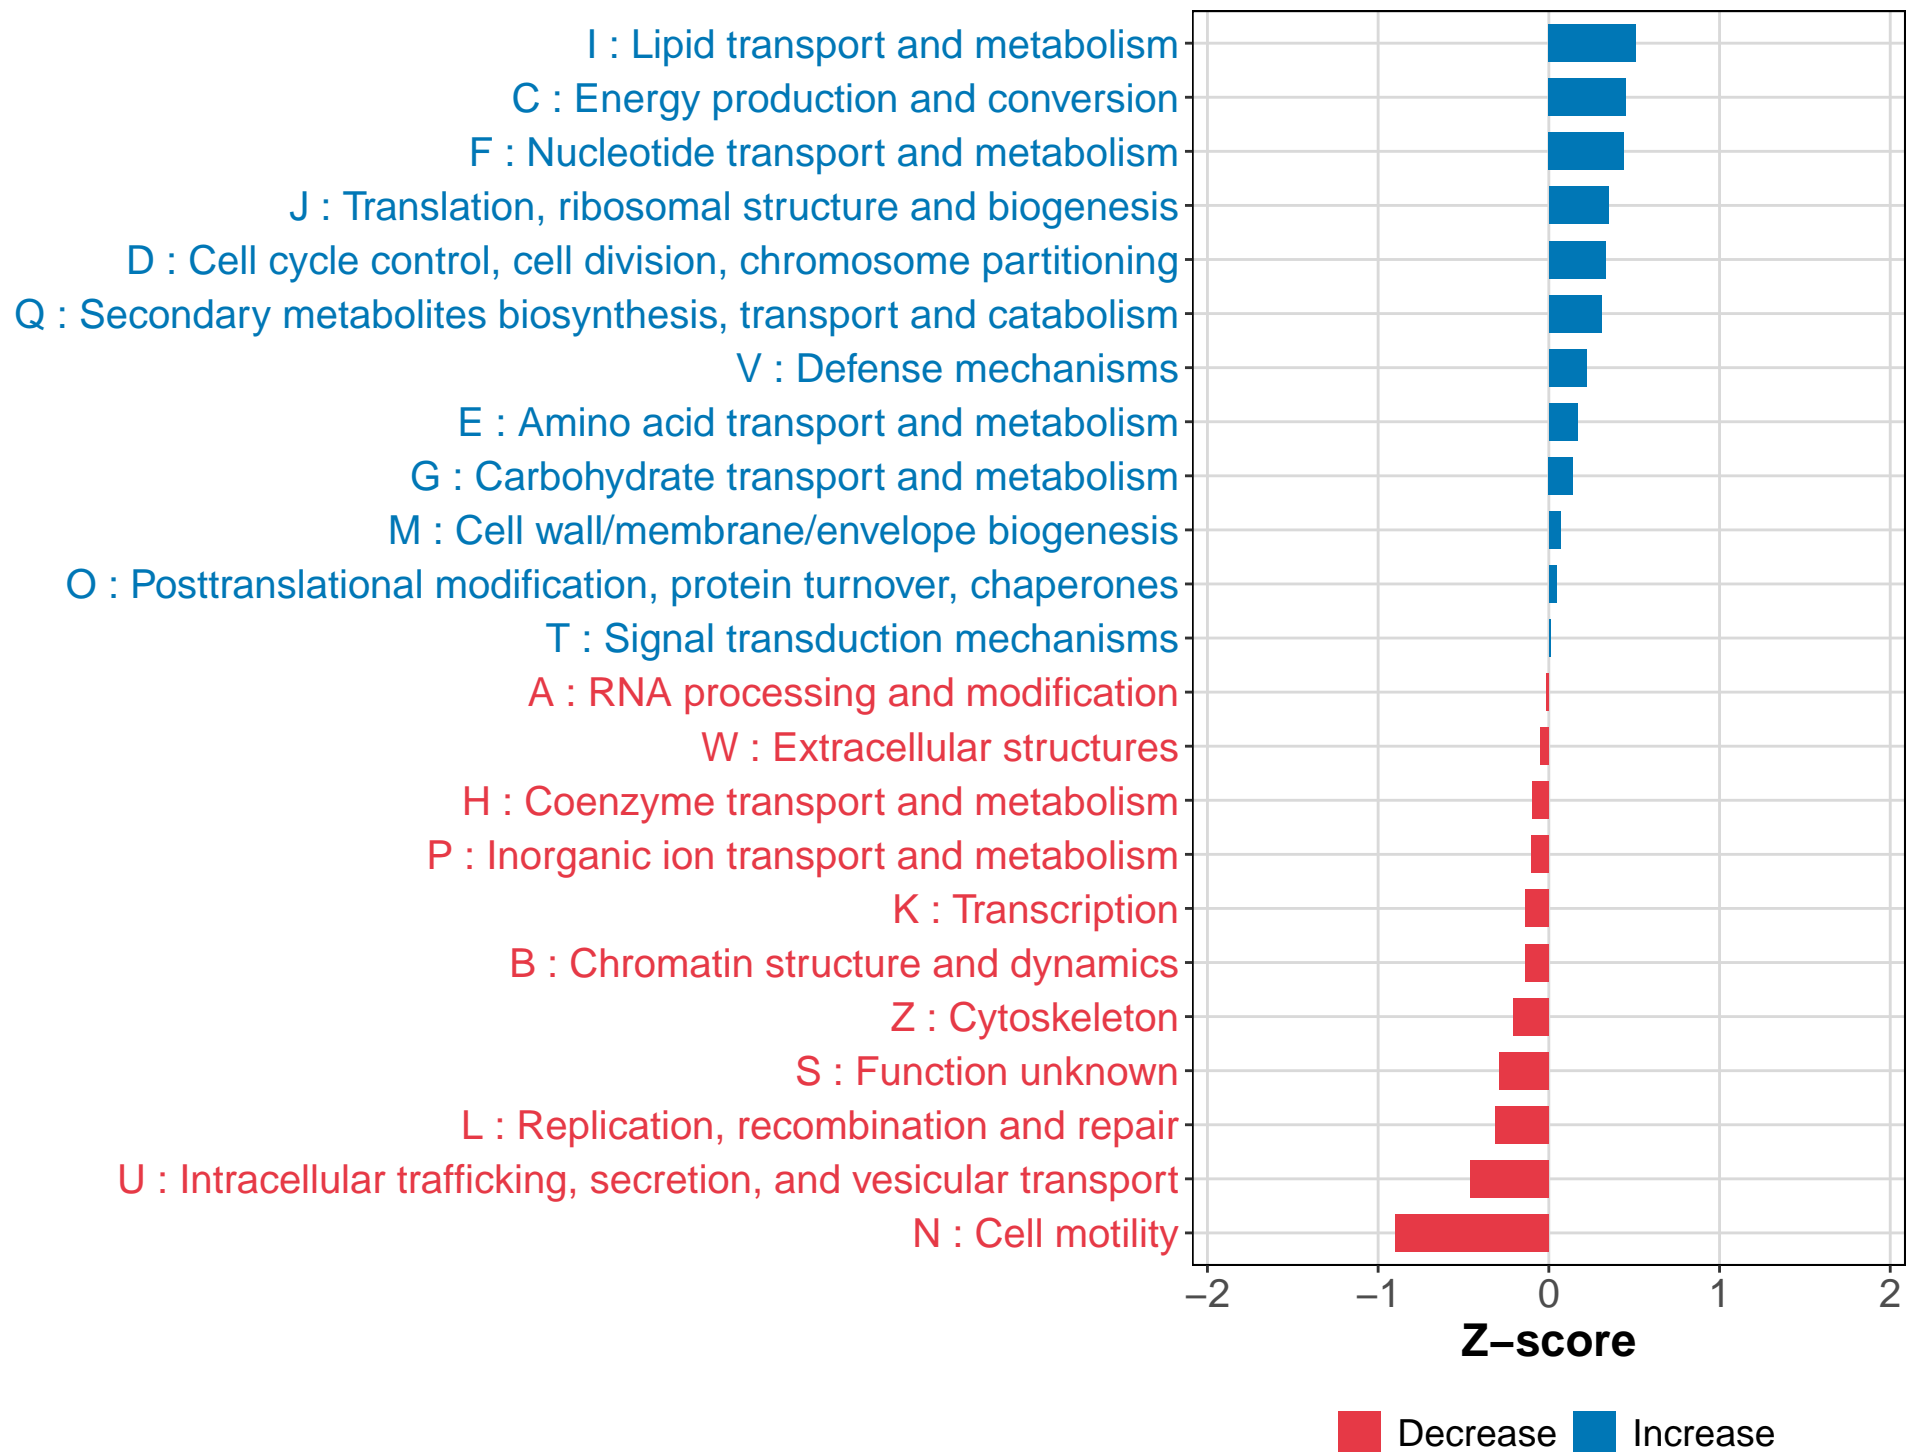 I : Lipid transport and metabolism
C : Energy production and conversion
F : Nucleotide transport and metabolism
J : Translation, ribosomal structure and biogenesis
D : Cell cycle control, cell division, chromosome partitioning
Q : Secondary metabolites biosynthesis, transport and catabolism
V : Defense mechanisms
E : Amino acid transport and metabolism
G : Carbohydrate transport and metabolism
M : Cell wall/membrane/envelope biogenesis
O : Posttranslational modification, protein turnover, chaperones
T : Signal transduction mechanisms
A : RNA processing and modification
W : Extracellular structures
H : Coenzyme transport and metabolism
P : Inorganic ion transport and metabolism
K : Transcription
B : Chromatin structure and dynamics
Z : Cytoskeleton
S : Function unknown
L : Replication, recombination and repair
U : Intracellular trafficking, secretion, and vesicular transport
N : Cell motility
−2 −1 0 1 2
Z−score
Decrease Increase